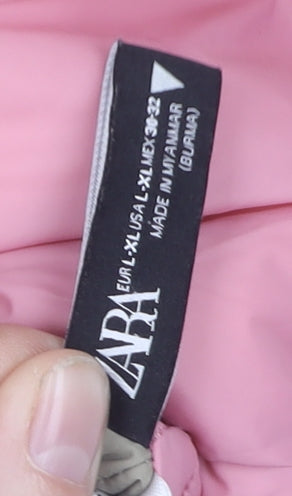 ZARA
EUR L-XL USA L-XL MEX 30-32
MADE IN MYANMAR
(BURMA)